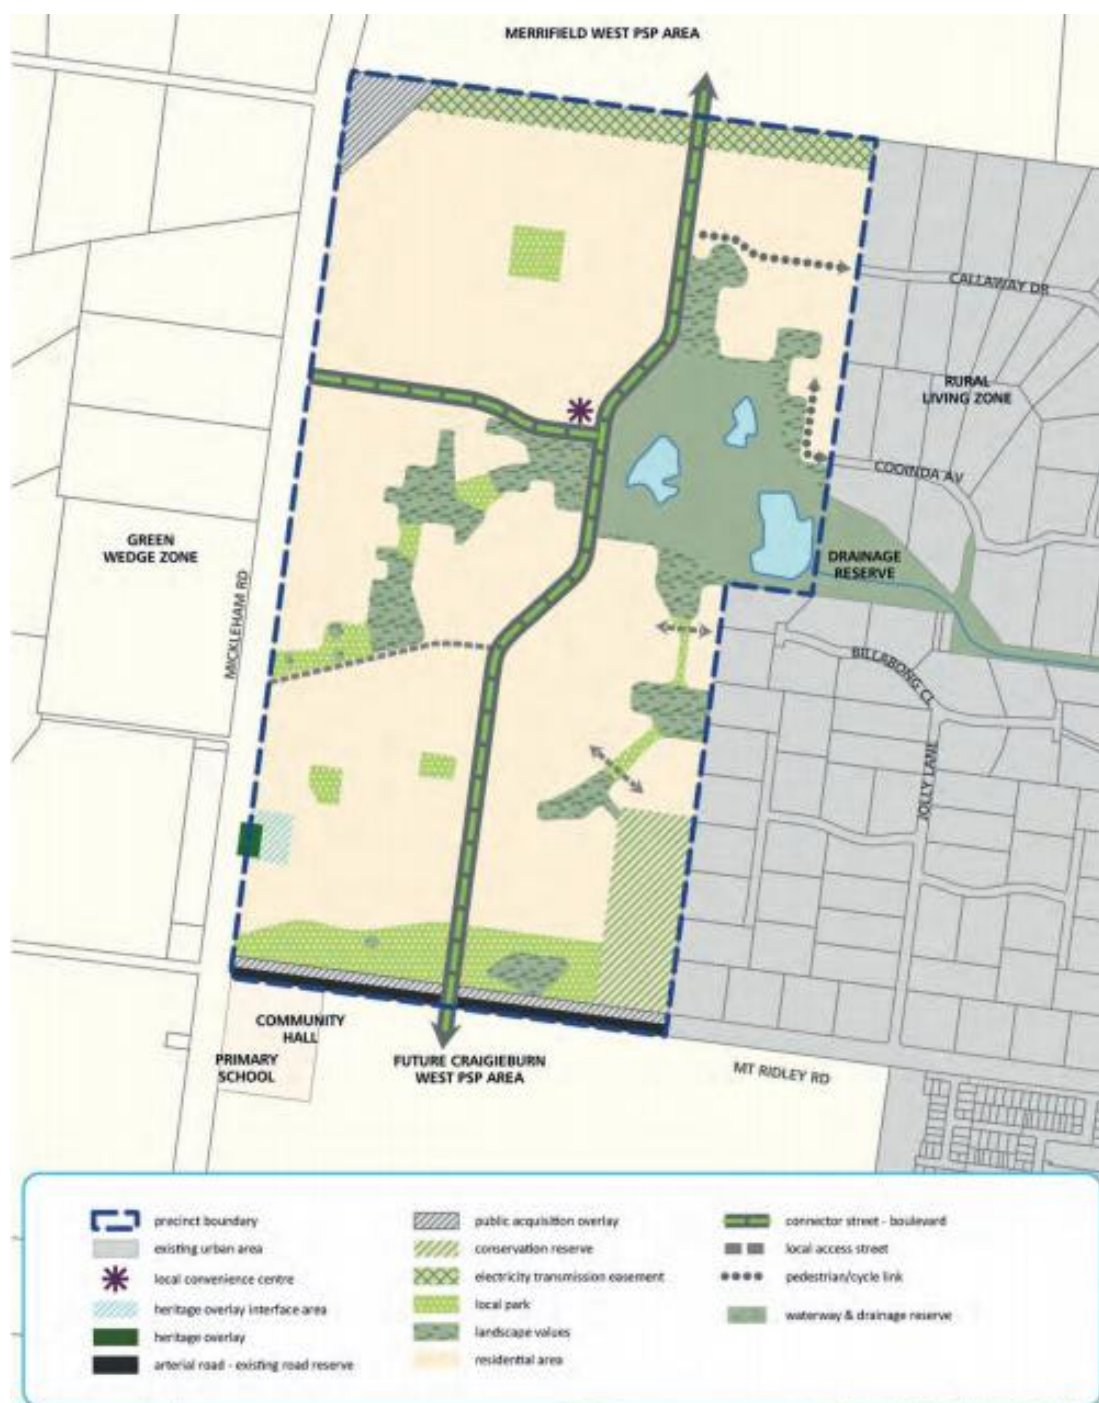 MERRIFIELD WEST PSP AREA
CALLAWAY DR
RURAL
LIVING ZONE
COOINDA AV
GREEN
WEDGE ZONE
DRAINAGE
RESERVE
MICKLEHAM RD
BILLABONG CL
JOLLY LANE
COMMUNITY
HALL
PRIMARY
SCHOOL
FUTURE CRAIGIEBURN
WEST PSP AREA
MT RIDLEY RD
precinct boundary
existing urban area
local convenience centre
heritage overlay interface area
heritage overlay
arterial road - existing road reserve
public acquisition overlay
conservation reserve
electricity transmission easement
local park
landscape values
residential area
connector street - boulevard
local access street
pedestrian/cycle link
waterway & drainage reserve